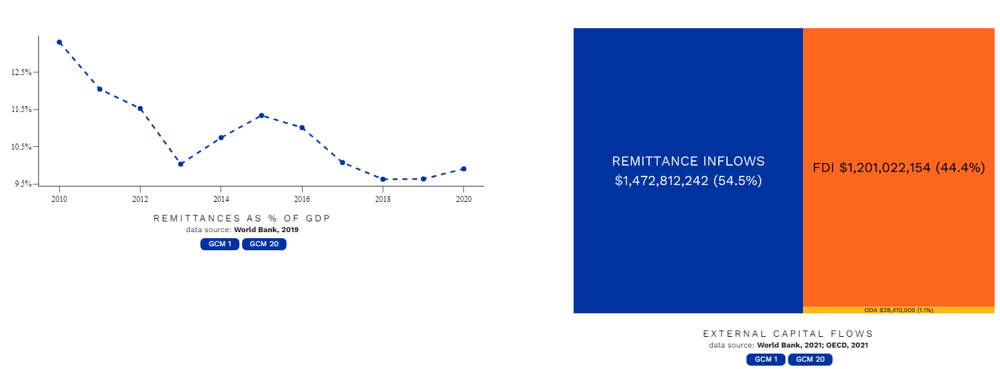 12.5%
11.5%
10.5%
9.5%
2010 2012 2014 2016 2018 2020
REMITTANCES AS % OF GDP
data source: World Bank, 2019
GCM 1 GCM 20
REMITTANCE INFLOWS
$1,472,812,242 (54.5%)
FDI $1,201,022,154 (44.4%)
ODA $28,410,000 (1.1%)
EXTERNAL CAPITAL FLOWS
data source: World Bank, 2021; OECD, 2021
GCM 1 GCM 20